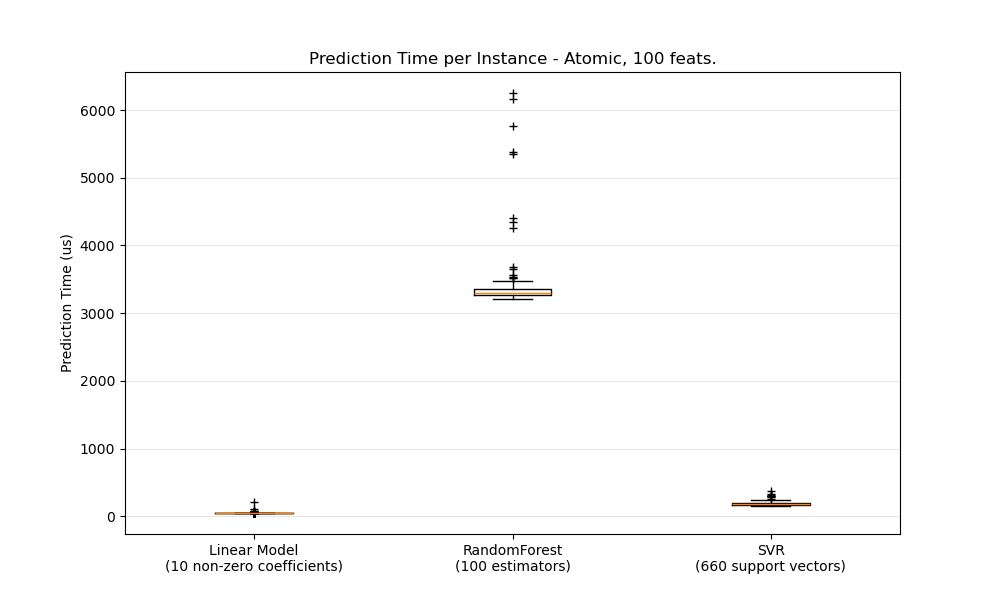 Prediction Time per Instance - Atomic, 100 feats.
Prediction Time (us)
6000
5000
4000
3000
2000
1000
0
Linear Model
(10 non-zero coefficients)
RandomForest
(100 estimators)
SVR
(660 support vectors)